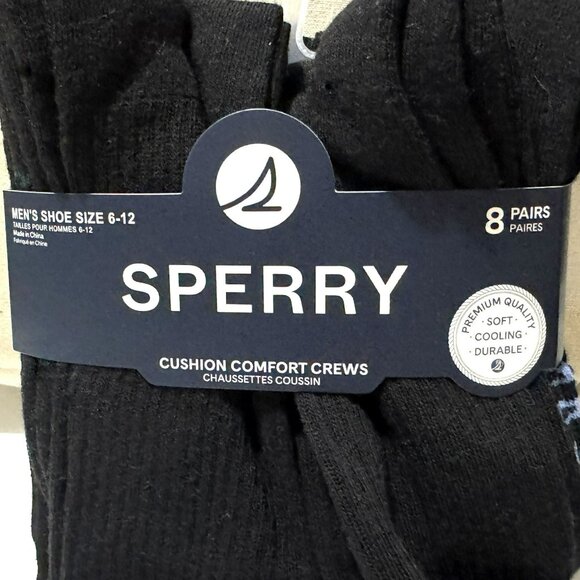 MEN'S SHOE SIZE 6-12
TAILLES POUR HOMMES 6-12
Made in China
Fabriqué en Chine
8 PAIRS
PAIRES
SPERRY
PREMIUM QUALITY
· SOFT ·
COOLING
· DURABLE ·
CUSHION COMFORT CREWS
CHAUSSETTES COUSSIN